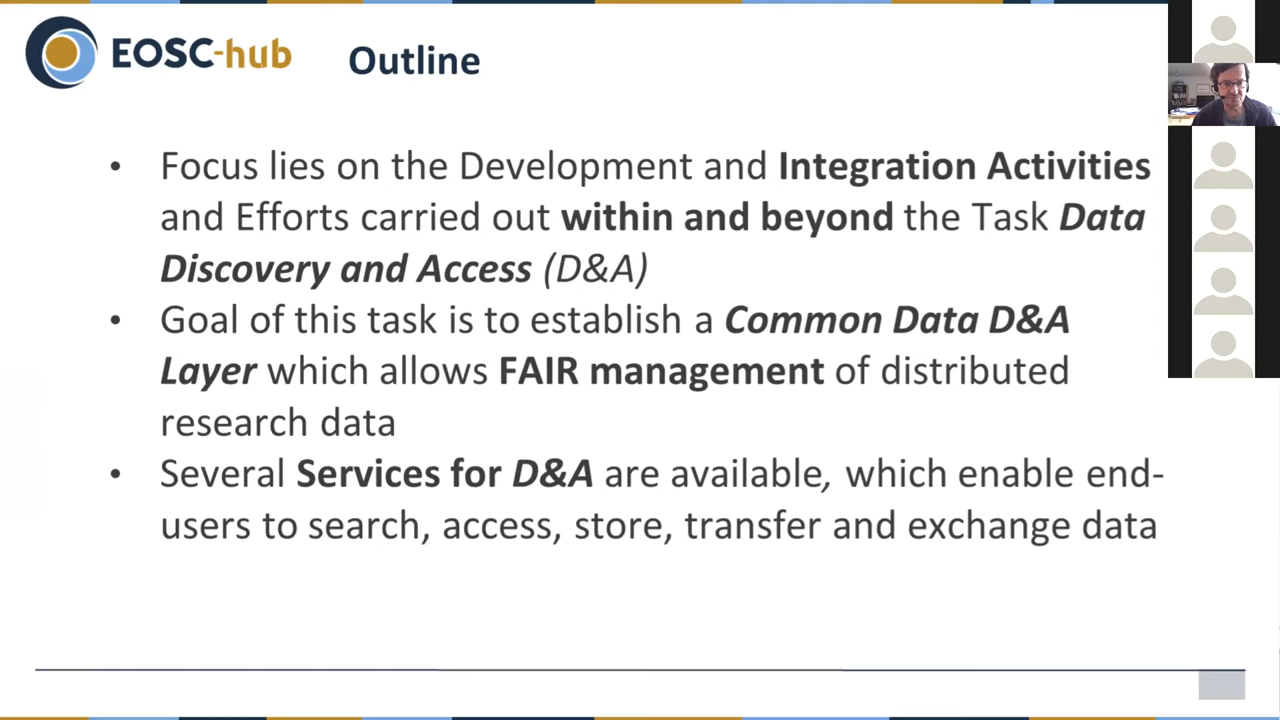 EOSC-hub
Outline
• Focus lies on the Development and Integration Activities
and Efforts carried out within and beyond the Task Data
Discovery and Access (D&A)
• Goal of this task is to establish a Common Data D&A
Layer which allows FAIR management of distributed
research data
• Several Services for D&A are available, which enable end-
users to search, access, store, transfer and exchange data